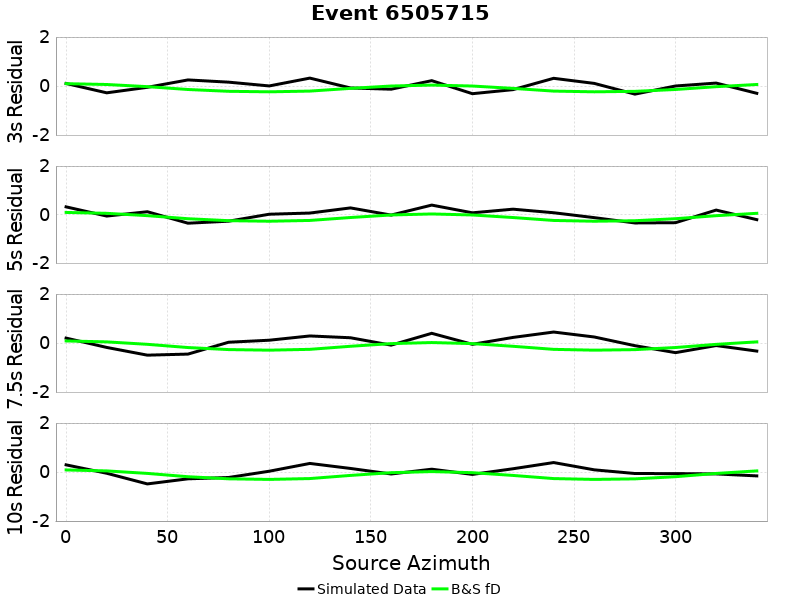 Event 6505715
3s Residual
2
0
-2
5s Residual
2
0
-2
7.5s Residual
2
0
-2
10s Residual
2
0
-2
0 50 100 150 200 250 300
Source Azimuth
Simulated Data B&S fD